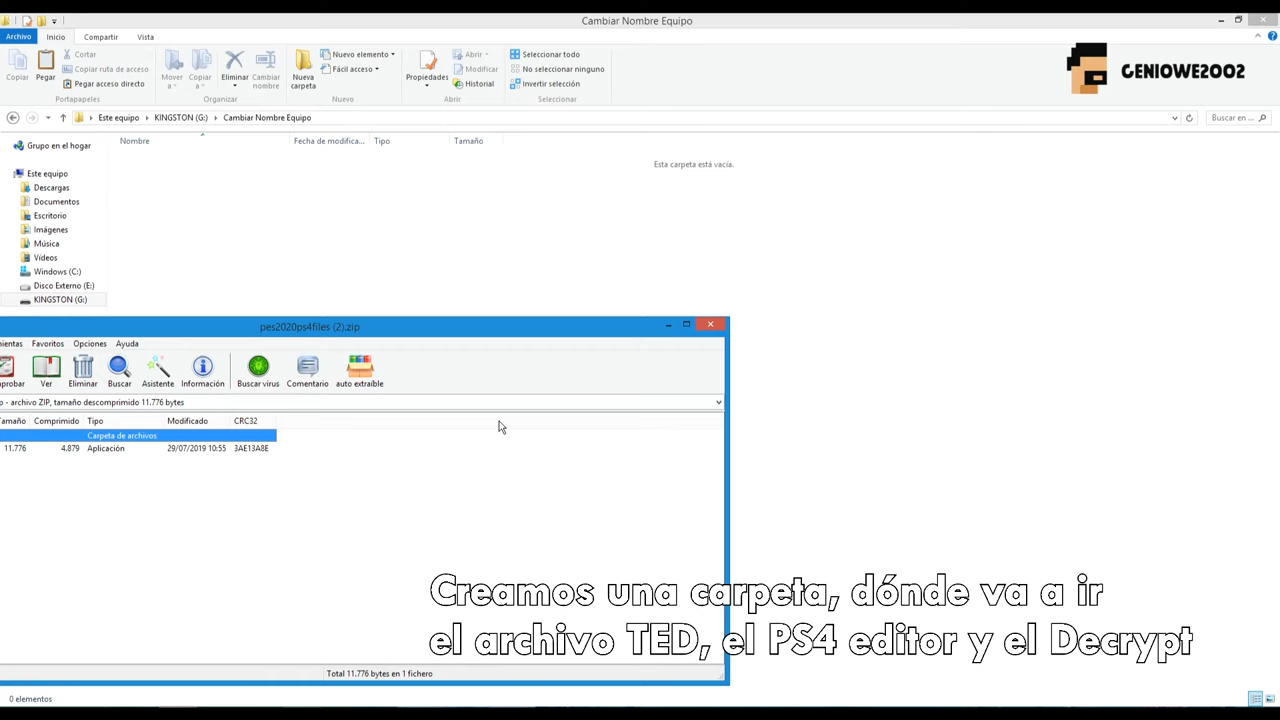 Cambiar Nombre Equipo
Archivo Inicio Compartir Vista
Copiar
Pegar
Cortar
Copiar ruta de acceso
Pegar acceso directo
Portapapeles
Mover a
Copiar a
Eliminar
Cambiar nombre
Organizar
Nueva carpeta
Nuevo elemento
Fácil acceso
Nuevo
Propiedades
Abrir
Modificar
Historial
Abrir
Seleccionar todo
No seleccionar ninguno
Invertir selección
Seleccionar
GENIOWE2002
Este equipo KINGSTON (G:) Cambiar Nombre Equipo
Buscar en ...
Nombre Fecha de modifica... Tipo Tamaño
Esta carpeta está vacía.
Grupo en el hogar
Este equipo
Descargas
Documentos
Escritorio
Imágenes
Música
Vídeos
Windows (C:)
Disco Externo (E:)
KINGSTON (G:)
pes2020ps4files (2).zip
mientas Favoritos Opciones Ayuda
probar Ver Eliminar Buscar Asistente Información Buscar virus Comentario auto extraíble
p - archivo ZIP, tamaño descomprimido 11.776 bytes
Tamaño Comprimido Tipo Modificado CRC32
Carpeta de archivos
11.776 4.879 Aplicación 29/07/2019 10:55 3AE13A8E
Creamos una carpeta, dónde va a ir
el archivo TED, el PS4 editor y el Decrypt
Total 11.776 bytes en 1 fichero
0 elementos